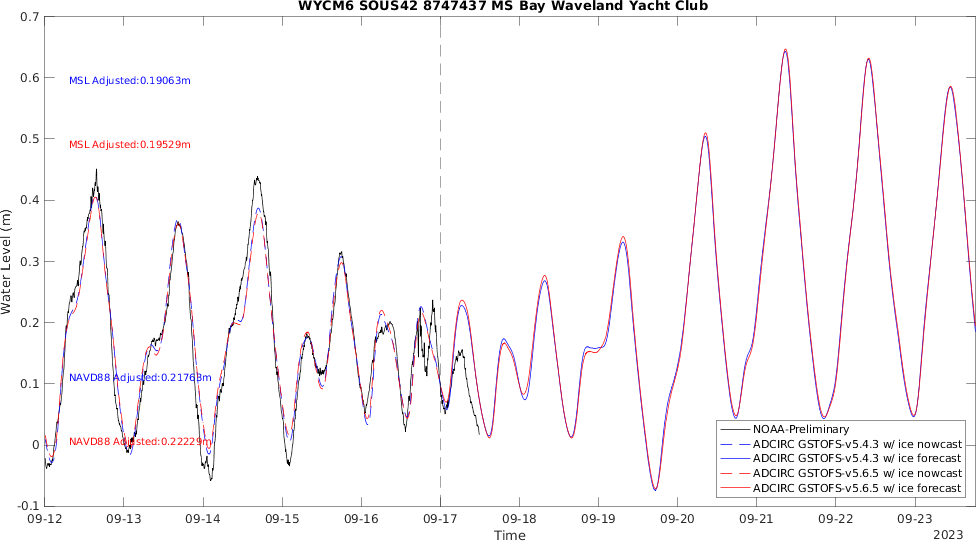 WYCM6 SOUS42 8747437 MS Bay Waveland Yacht Club
Water Level (m)
0.7
0.6
0.5
0.4
0.3
0.2
0.1
0
-0.1
MSL Adjusted:0.19063m
MSL Adjusted:0.19529m
NAVD88 Adjusted:0.21763m
NAVD88 Adjusted:0.22229m
NOAA-Preliminary
ADCIRC GSTOFS-v5.4.3 w/ ice nowcast
ADCIRC GSTOFS-v5.4.3 w/ ice forecast
ADCIRC GSTOFS-v5.6.5 w/ ice nowcast
ADCIRC GSTOFS-v5.6.5 w/ ice forecast
09-12 09-13 09-14 09-15 09-16 09-17 09-18 09-19 09-20 09-21 09-22 09-23
Time
2023